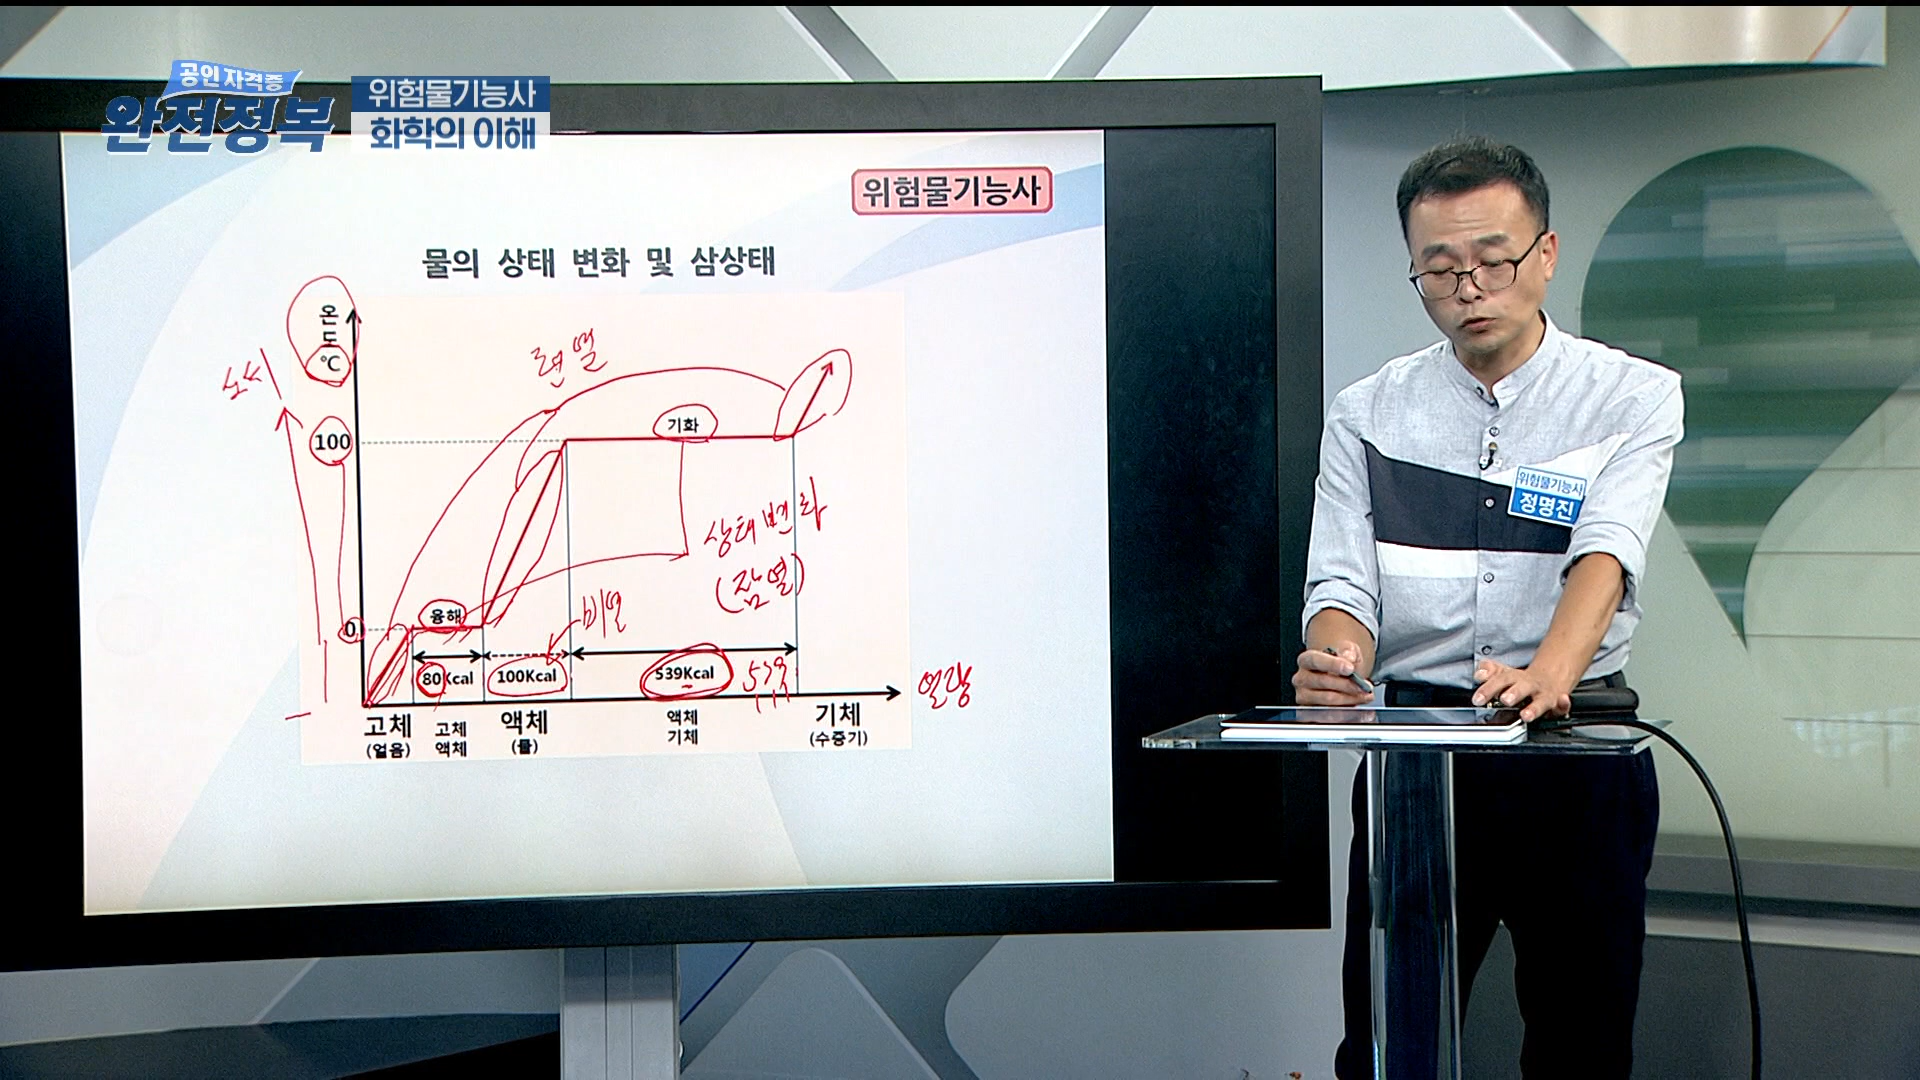 공인 자격증
완전정복
위험물기능사
화학의 이해
위험물기능사
물의 상태 변화 및 삼상태
온
도
℃
섭씨
현열
100
기화
상태변화
(잠열)
융해
0
비열
80Kcal
100Kcal
539Kcal
539
열량
고체
(얼음)
고체
액체
액체
(물)
액체
기체
기체
(수증기)
위험물기능사
정명진